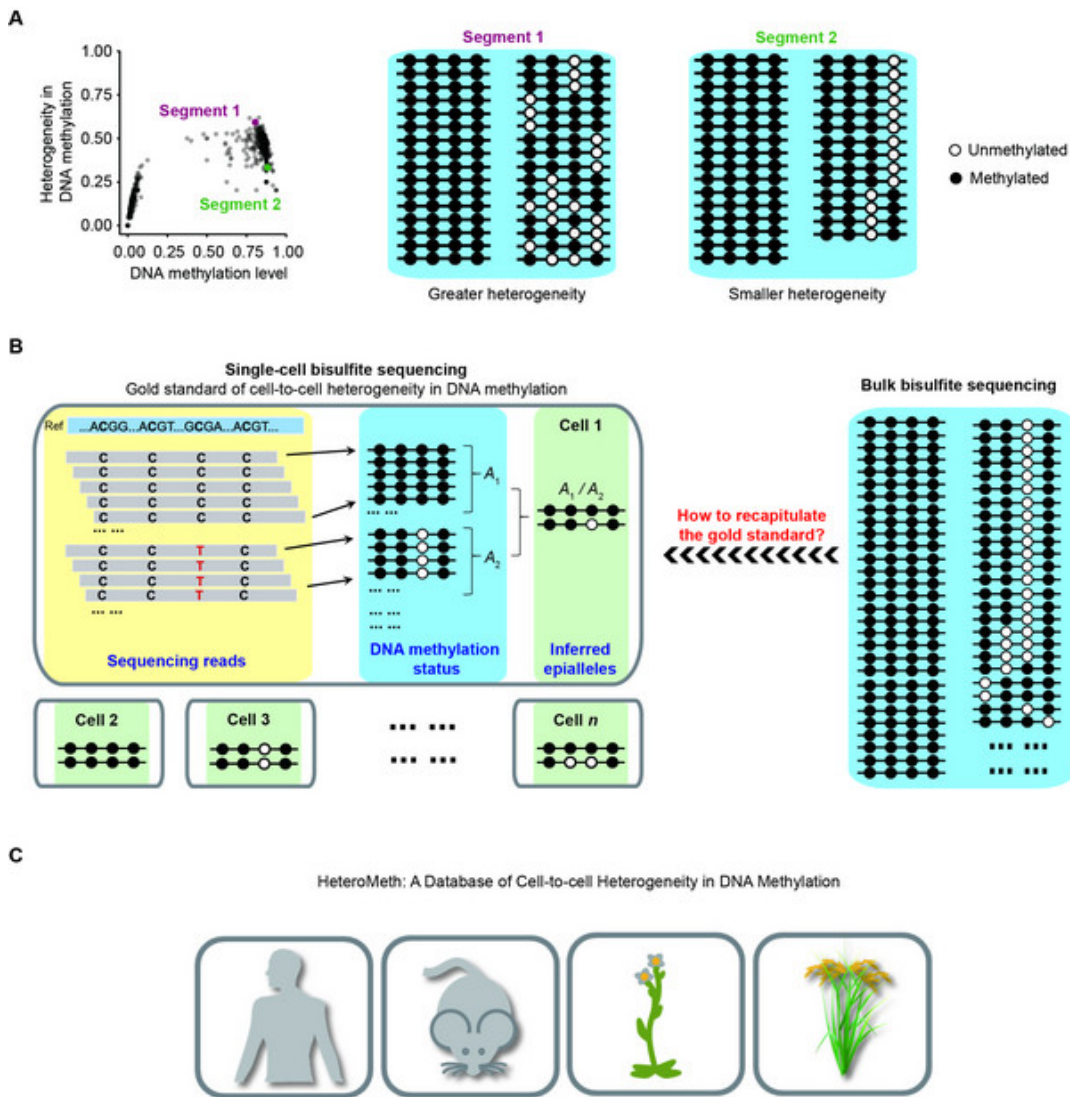 A
Segment 1
Segment 2
1.00
0.75
0.50
0.25
0.00
Heterogeneity in
DNA methylation
Segment 1
Segment 2
0.00 0.25 0.50 0.75 1.00
DNA methylation level
Unmethylated
Methylated
Greater heterogeneity
Smaller heterogeneity
B
Single-cell bisulfite sequencing
Gold standard of cell-to-cell heterogeneity in DNA methylation
Bulk bisulfite sequencing
Ref ...ACGG...ACGT...GCGA...ACGT...
Cell 1
C C C C
C C C C
C C C C
C C C C
C C C C
... ...
C C T C
C C T C
C C T C
C C T C
... ...
A1
... ...
A2
... ...
... ...
A1 / A2
How to recapitulate
the gold standard?
Sequencing reads
DNA methylation
status
Inferred
epialleles
Cell 2
Cell 3
... ...
... ...
Cell n
... ...
... ...
C
HeteroMeth: A Database of Cell-to-cell Heterogeneity in DNA Methylation